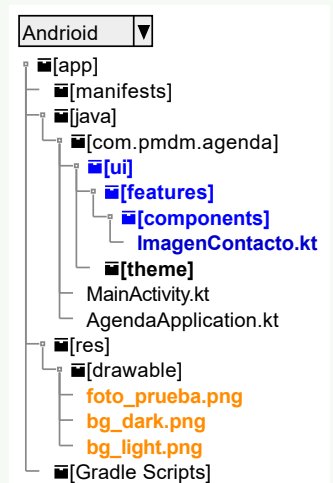 Andrioid
[app]
[manifests]
[java]
[com.pmdm.agenda]
[ui]
[features]
[components]
ImagenContacto.kt
[theme]
MainActivity.kt
AgendaApplication.kt
[res]
[drawable]
foto_prueba.png
bg_dark.png
bg_light.png
[Gradle Scripts]